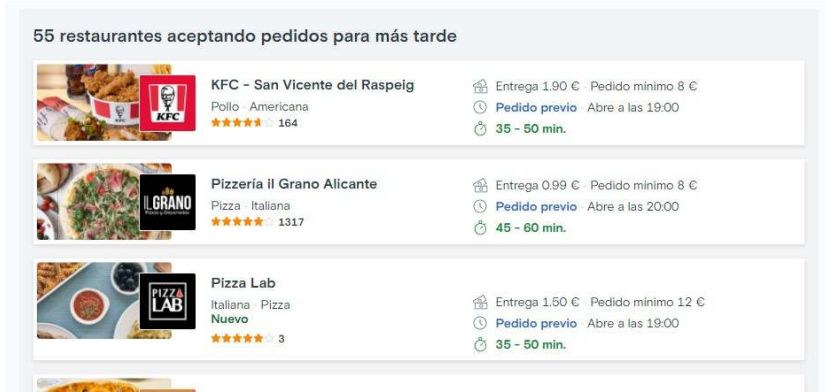 55 restaurantes aceptando pedidos para más tarde
KFC
KFC - San Vicente del Raspeig
Pollo · Americana
164
Entrega 1.90 € · Pedido mínimo 8 €
Pedido previo · Abre a las 19:00
35 - 50 min.
ILGRANO
Pizzería il Grano Alicante
Pizza · Italiana
1317
Entrega 0.99 € · Pedido mínimo 8 €
Pedido previo · Abre a las 20:00
45 - 60 min.
PIZZA
LAB
Pizza Lab
Italiana · Pizza
Nuevo
3
Entrega 1.50 € · Pedido mínimo 12 €
Pedido previo · Abre a las 19:00
35 - 50 min.